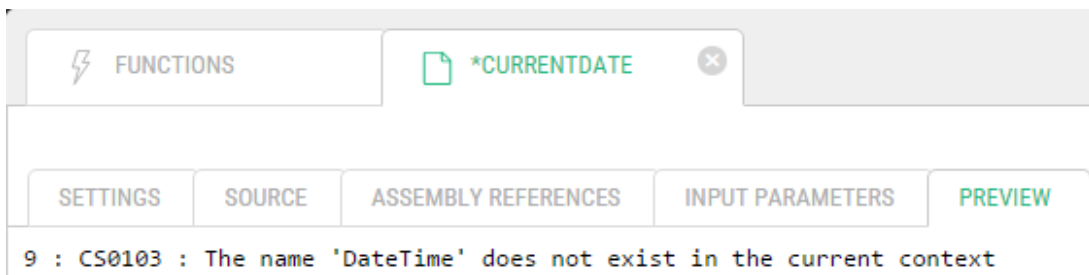 FUNCTIONS *CURRENTDATE
SETTINGS SOURCE ASSEMBLY REFERENCES INPUT PARAMETERS PREVIEW
9 : CS0103 : The name 'DateTime' does not exist in the current context